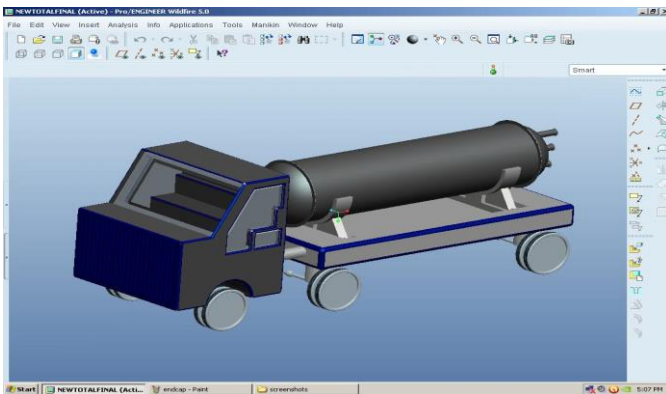 NEWTOTALFINAL (Active) - Pro/ENGINEER Wildfire 5.0
File Edit View Insert Analysis Info Applications Tools Manikin Window Help
Smart
Start NEWTOTALFINAL (Acti... endcap - Paint screenshots 5:07 PM